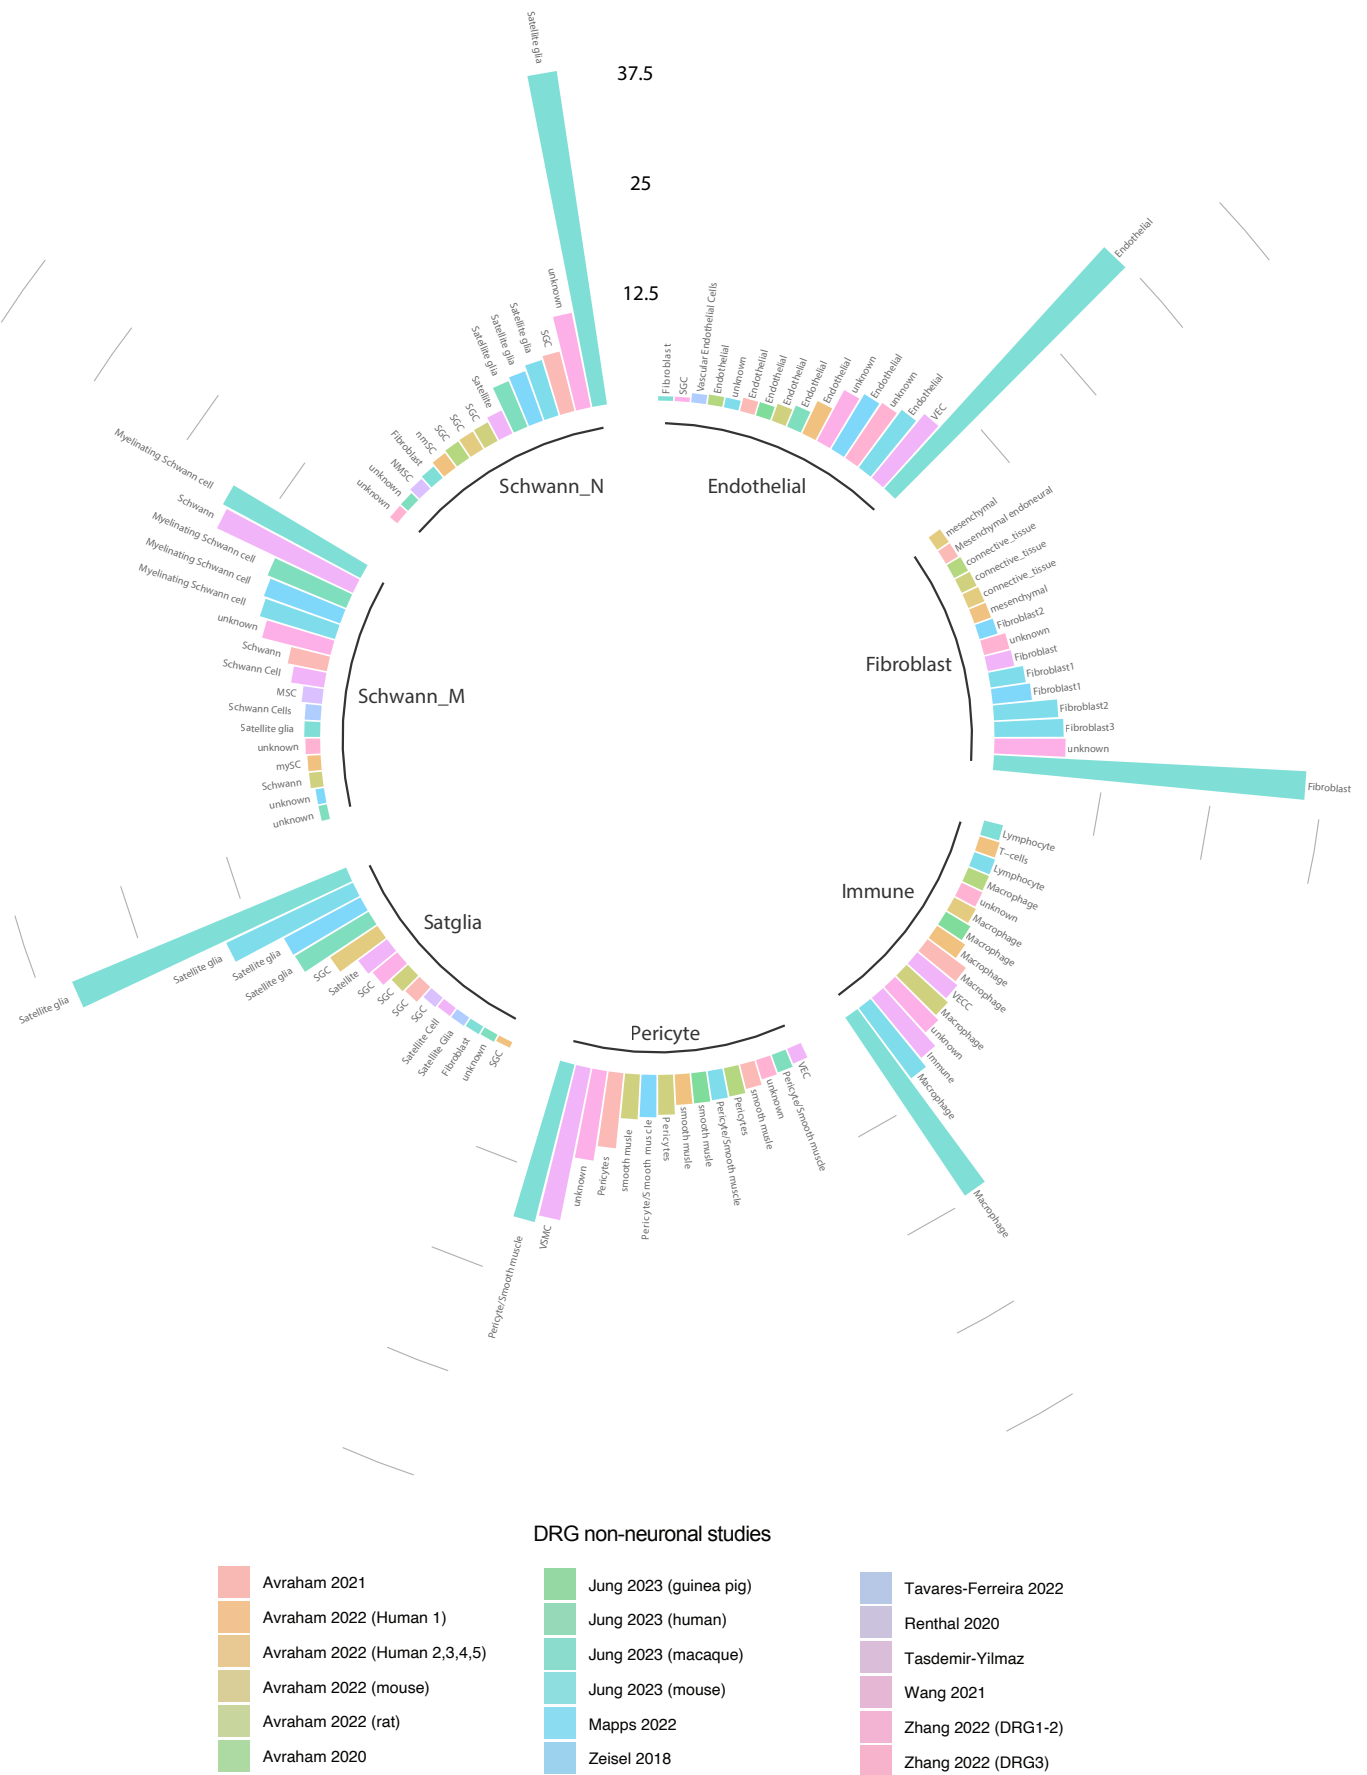 37.5
25
12.5
Schwann_N
Satellite glia
unknown
SGC
Satellite glia
Satellite glia
Satellite glia
Satellite
SGC
SGC
SGC
nmSC
Fibroblast
NMSC
unknown
unknown
Endothelial
Fibroblast
SGC
Vascular Endothelial Cells
Endothelial
unknown
Endothelial
Endothelial
Endothelial
Endothelial
Endothelial
unknown
Endothelial
unknown
Endothelial
VEC
Endothelial
Fibroblast
mesenchymal
Mesenchymal endoneural
connective_tissue
connective_tissue
connective_tissue
mesenchymal
Fibroblast2
unknown
Fibroblast
Fibroblast1
Fibroblast1
Fibroblast2
Fibroblast3
unknown
Fibroblast
Immune
Lymphocyte
T-cells
Lymphocyte
Macrophage
unknown
Macrophage
Macrophage
Macrophage
Macrophage
VECC
Macrophage
unknown
Immune
Macrophage
Macrophage
Pericyte
VEC
Pericyte/Smooth muscle
unknown
smooth musle
Pericytes
Pericyte/Smooth muscle
smooth musle
smooth musle
Pericytes
Pericyte/Smooth muscle
smooth musle
Pericytes
unknown
VSMC
Pericyte/Smooth muscle
Satglia
SGC
unknown
Fibroblast
Satellite Glia
Satellite Cell
SGC
SGC
SGC
SGC
Satellite
SGC
Satellite glia
Satellite glia
Satellite glia
Satellite glia
Schwann_M
unknown
unknown
Schwann
mySC
unknown
Satellite glia
Schwann Cells
MSC
Schwann Cell
Schwann
unknown
Myelinating Schwann cell
Myelinating Schwann cell
Myelinating Schwann cell
Schwann
Myelinating Schwann cell
DRG non-neuronal studies
Avraham 2021
Avraham 2022 (Human 1)
Avraham 2022 (Human 2,3,4,5)
Avraham 2022 (mouse)
Avraham 2022 (rat)
Avraham 2020
Jung 2023 (guinea pig)
Jung 2023 (human)
Jung 2023 (macaque)
Jung 2023 (mouse)
Mapps 2022
Zeisel 2018
Tavares-Ferreira 2022
Renthal 2020
Tasdemir-Yilmaz
Wang 2021
Zhang 2022 (DRG1-2)
Zhang 2022 (DRG3)